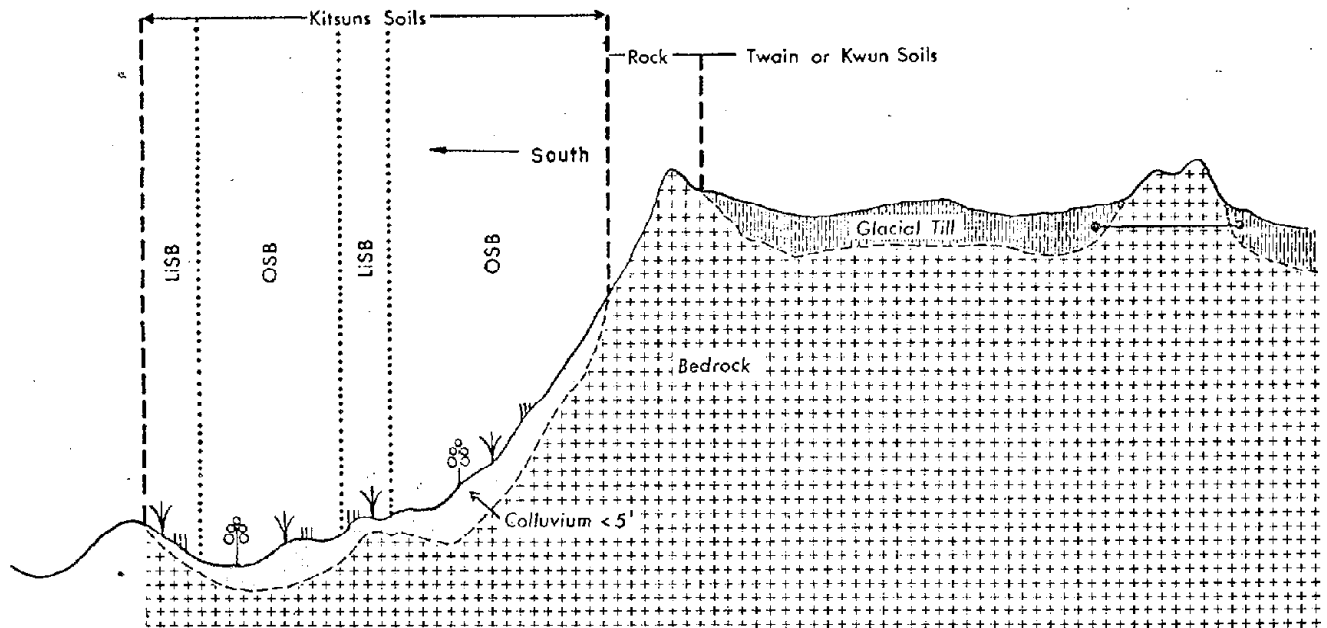 Kitsuns Soils
Rock
Twain or Kwun Soils
South
LiSB
OSB
LiSB
OSB
Glacial Till
Bedrock
Colluvium < 5'